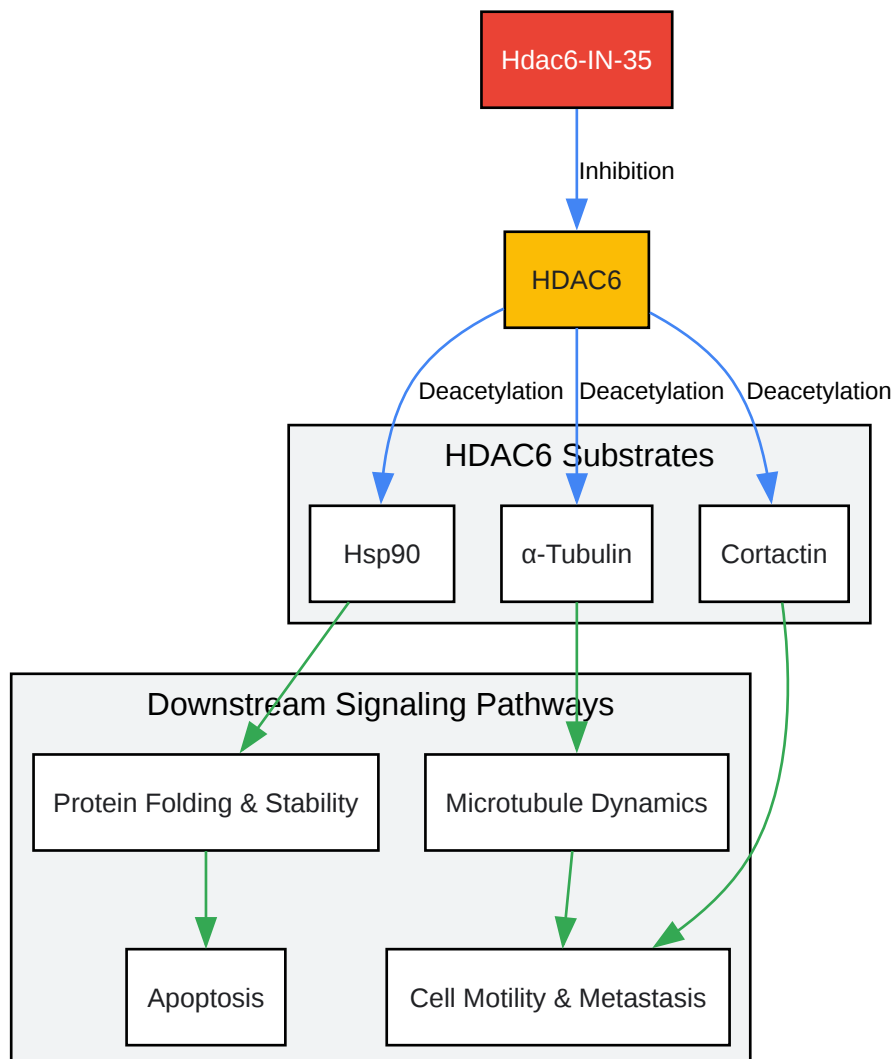 Hdac6-IN-35
Inhibition
HDAC6
Deacetylation
Deacetylation
Deacetylation
HDAC6 Substrates
Hsp90
α-Tubulin
Cortactin
Downstream Signaling Pathways
Protein Folding & Stability
Microtubule Dynamics
Apoptosis
Cell Motility & Metastasis